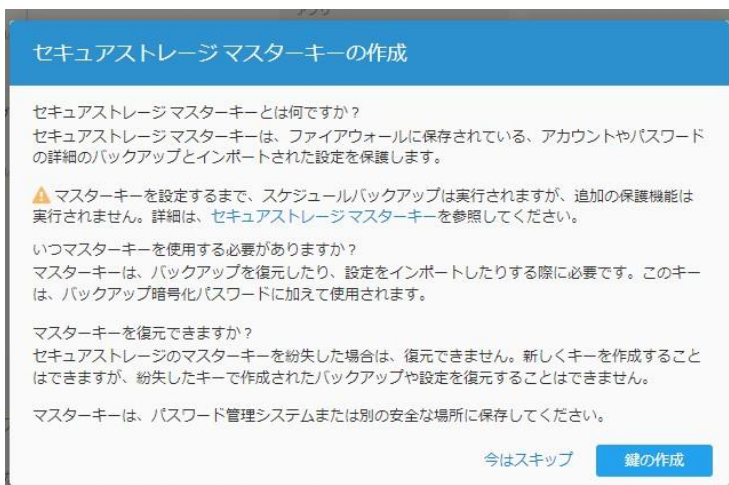 セキュアストレージ マスターキーの作成
セキュアストレージ マスターキーとは何ですか？
セキュアストレージ マスターキーは、ファイアウォールに保存されている、アカウントやパスワード
の詳細のバックアップとインポートされた設定を保護します。
マスターキーを設定するまで、スケジュールバックアップは実行されますが、追加の保護機能は
実行されません。詳細は、セキュアストレージ マスターキーを参照してください。
いつマスターキーを使用する必要がありますか？
マスターキーは、バックアップを復元したり、設定をインポートしたりする際に必要です。このキー
は、バックアップ暗号化パスワードに加えて使用されます。
マスターキーを復元できますか？
セキュアストレージのマスターキーを紛失した場合は、復元できません。新しくキーを作成すること
はできますが、紛失したキーで作成されたバックアップや設定を復元することはできません。
マスターキーは、パスワード管理システムまたは別の安全な場所に保存してください。
今はスキップ 鍵の作成